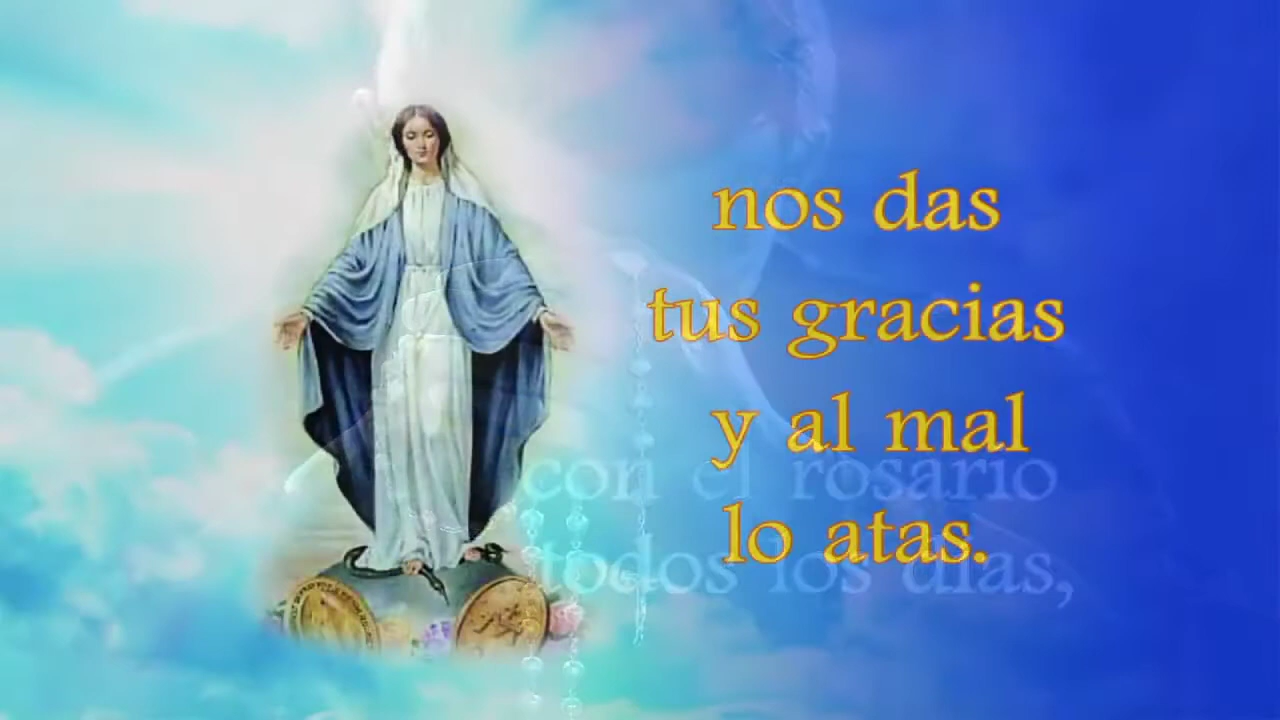 nos das
tus gracias
y al mal
con el rosario
lo atas.
todos los días,